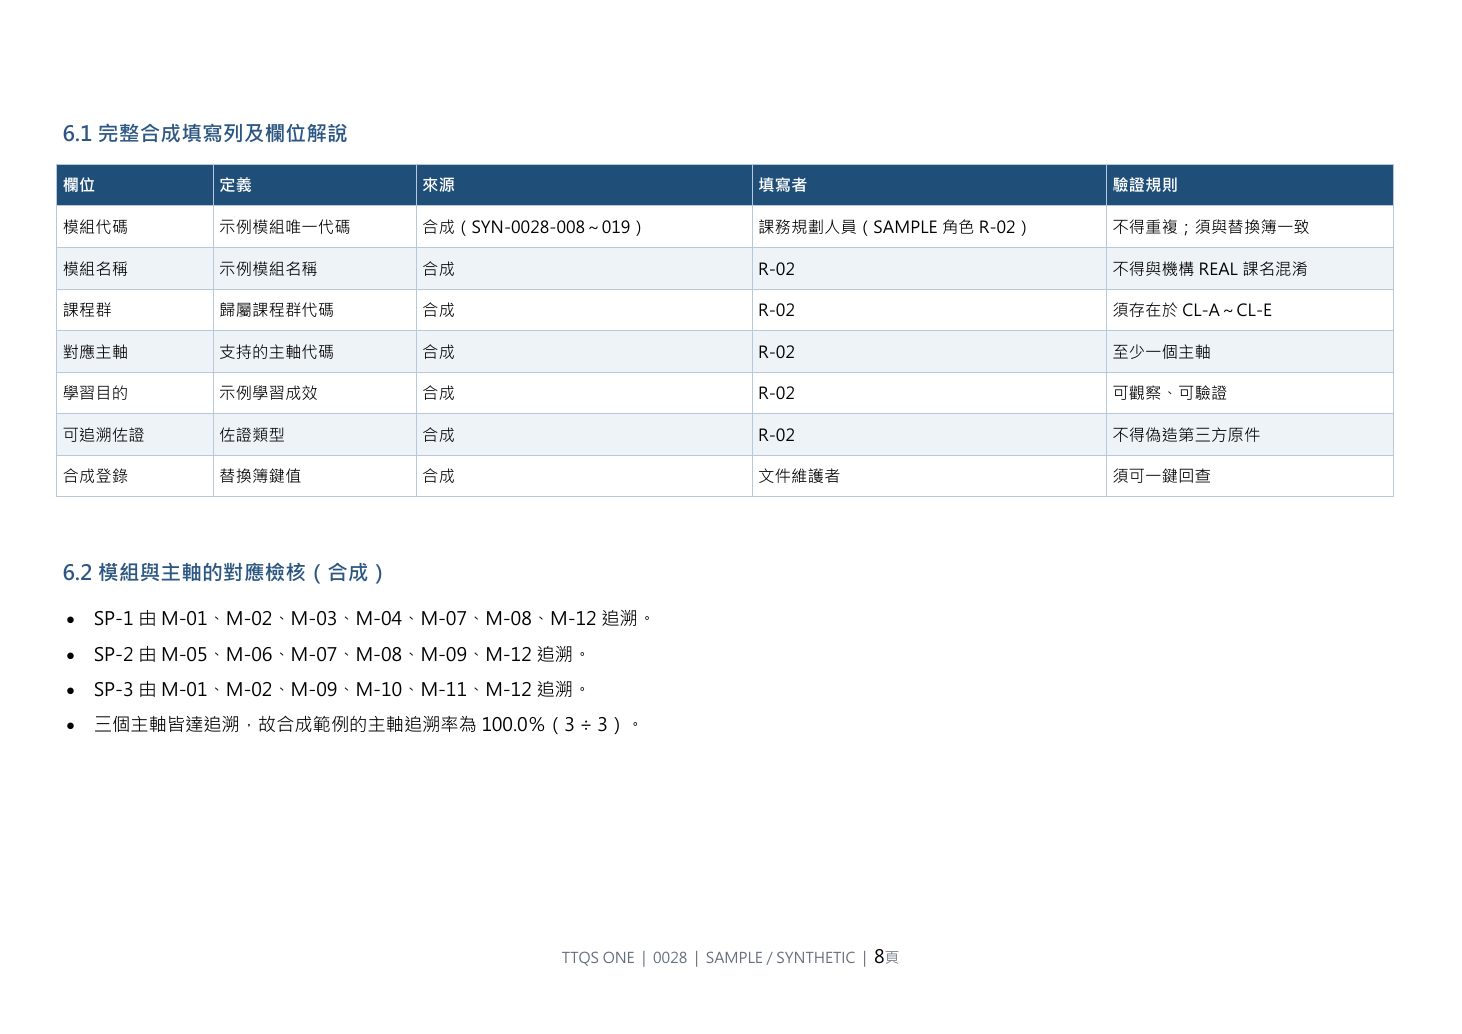 6.1 完整合成填寫列及欄位解說
欄位 定義 來源 填寫者 驗證規則
模組代碼 示例模組唯一代碼 合成（SYN-0028-008～019） 課務規劃人員（SAMPLE 角色 R-02） 不得重複；須與替換簿一致
模組名稱 示例模組名稱 合成 R-02 不得與機構 REAL 課名混淆
課程群 歸屬課程群代碼 合成 R-02 須存在於 CL-A～CL-E
對應主軸 支持的主軸代碼 合成 R-02 至少一個主軸
學習目的 示例學習成效 合成 R-02 可觀察、可驗證
可追溯佐證 佐證類型 合成 R-02 不得偽造第三方原件
合成登錄 替換簿鍵值 合成 文件維護者 須可一鍵回查
6.2 模組與主軸的對應檢核（合成）
• SP-1 由 M-01、M-02、M-03、M-04、M-07、M-08、M-12 追溯。
• SP-2 由 M-05、M-06、M-07、M-08、M-09、M-12 追溯。
• SP-3 由 M-01、M-02、M-09、M-10、M-11、M-12 追溯。
• 三個主軸皆達追溯，故合成範例的主軸追溯率為 100.0%（3 ÷ 3）。
TTQS ONE | 0028 | SAMPLE / SYNTHETIC | 8頁